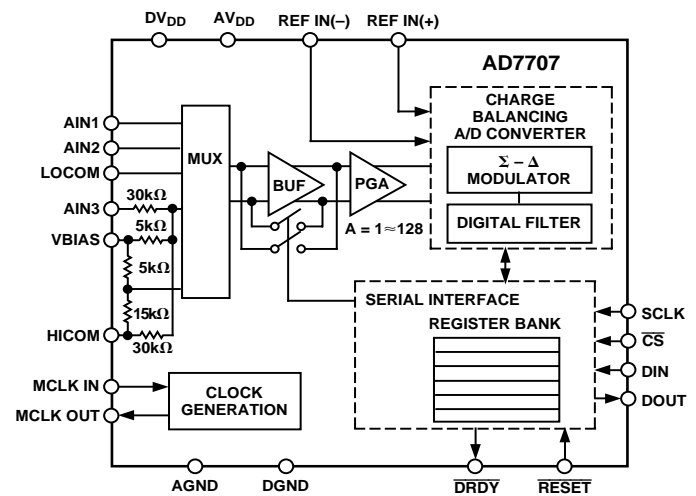 DVDD
AVDD
REF IN(–)
REF IN(+)
AD7707
CHARGE
BALANCING
A/D CONVERTER
Σ – Δ
MODULATOR
DIGITAL FILTER
AIN1
AIN2
LOCOM
AIN3
VBIAS
HICOM
30kΩ
5kΩ
5kΩ
15kΩ
30kΩ
MUX
BUF
PGA
A = 1≈128
SERIAL INTERFACE
REGISTER BANK
SCLK
CS
DIN
DOUT
MCLK IN
MCLK OUT
CLOCK
GENERATION
AGND
DGND
DRDY
RESET